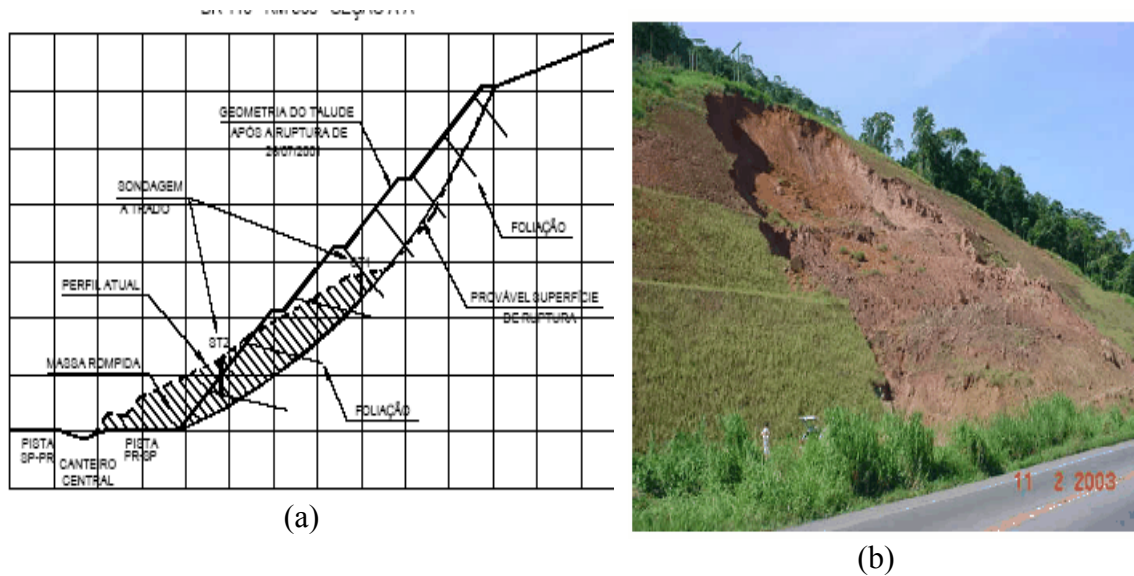 GEOMETRIA DO TALUDE
APÓS A RUPTURA DE
SONDAGEM
A TRADO
FOLIAÇÃO
ST1
PERFIL ATUAL
PROVÁVEL SUPERFÍCIE
DE RUPTURA
ST2
MASSA ROMPIDA
FOLIAÇÃO
PISTA
SP-PR
CANTEIRO
CENTRAL
PISTA
PR-SP
(a)
11 2 2003
(b)